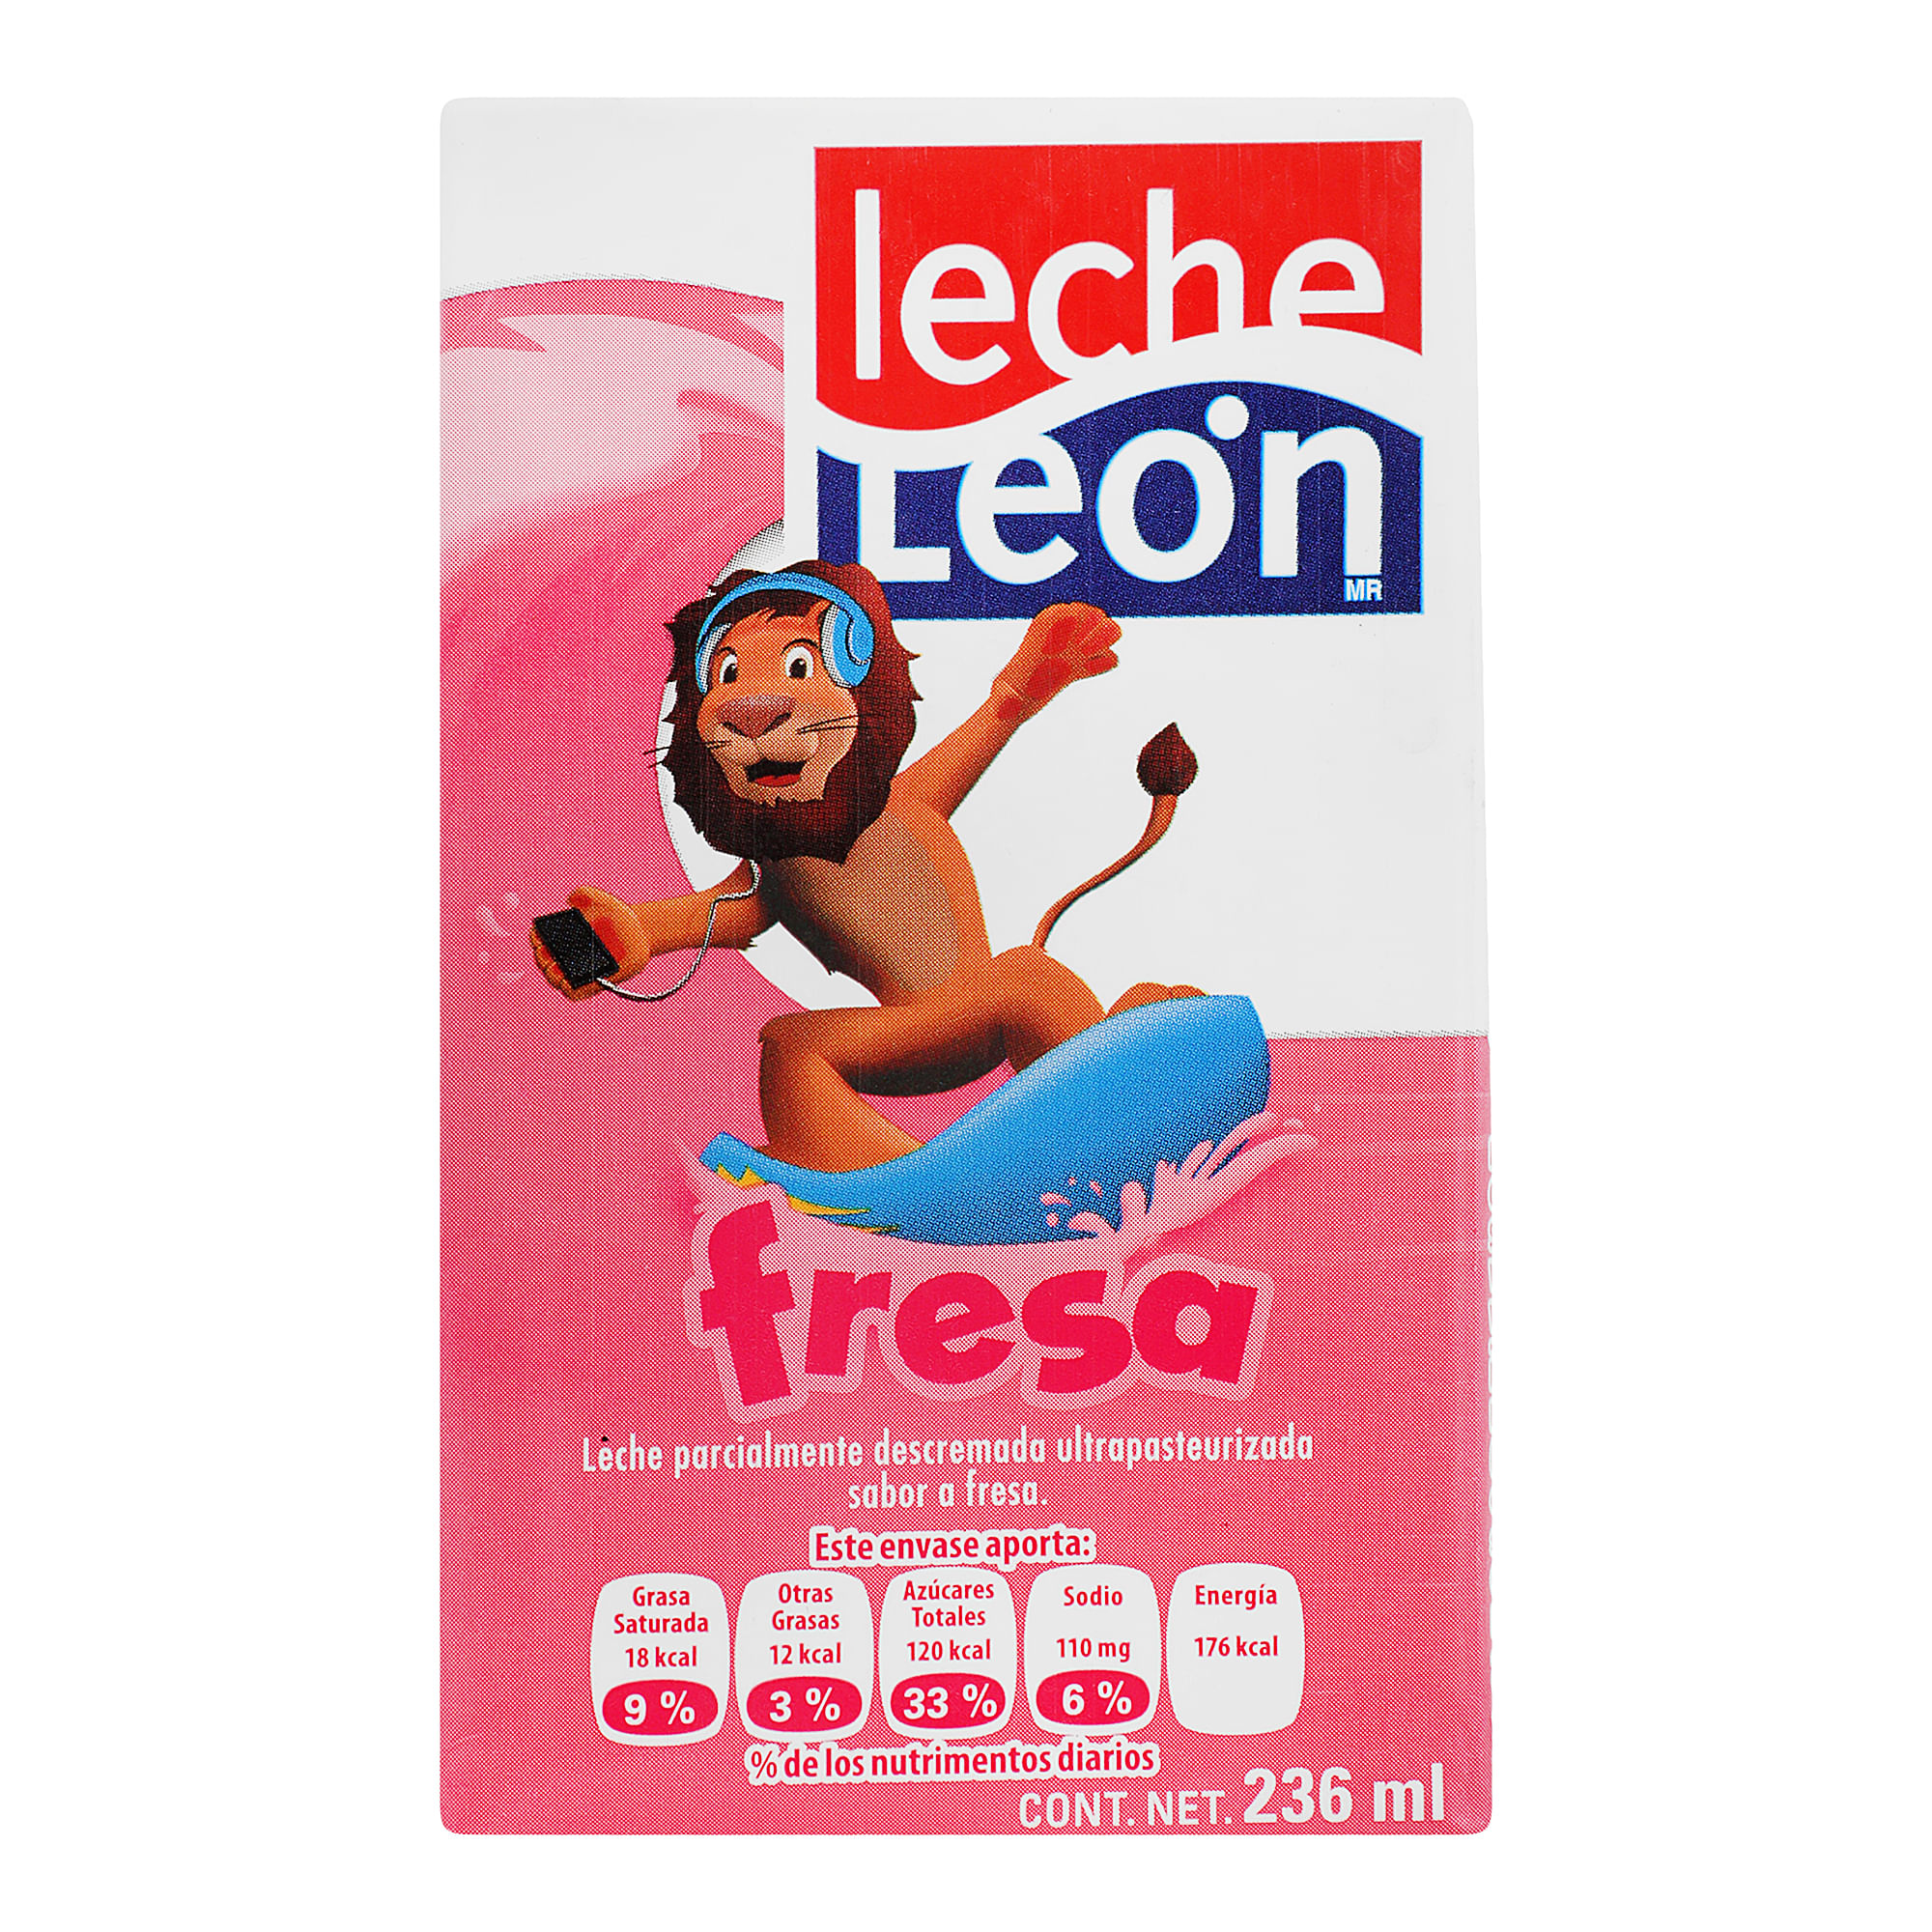 leche
León
MR
fresa
Leche parcialmente descremada ultrapasteurizada
sabor a fresa.
Este envase aporta:
Grasa
Saturada
18 kcal
9 %
Otras
Grasas
12 kcal
3 %
Azúcares
Totales
120 kcal
33 %
Sodio
110 mg
6 %
Energía
176 kcal
% de los nutrimentos diarios
CONT. NET. 236 ml